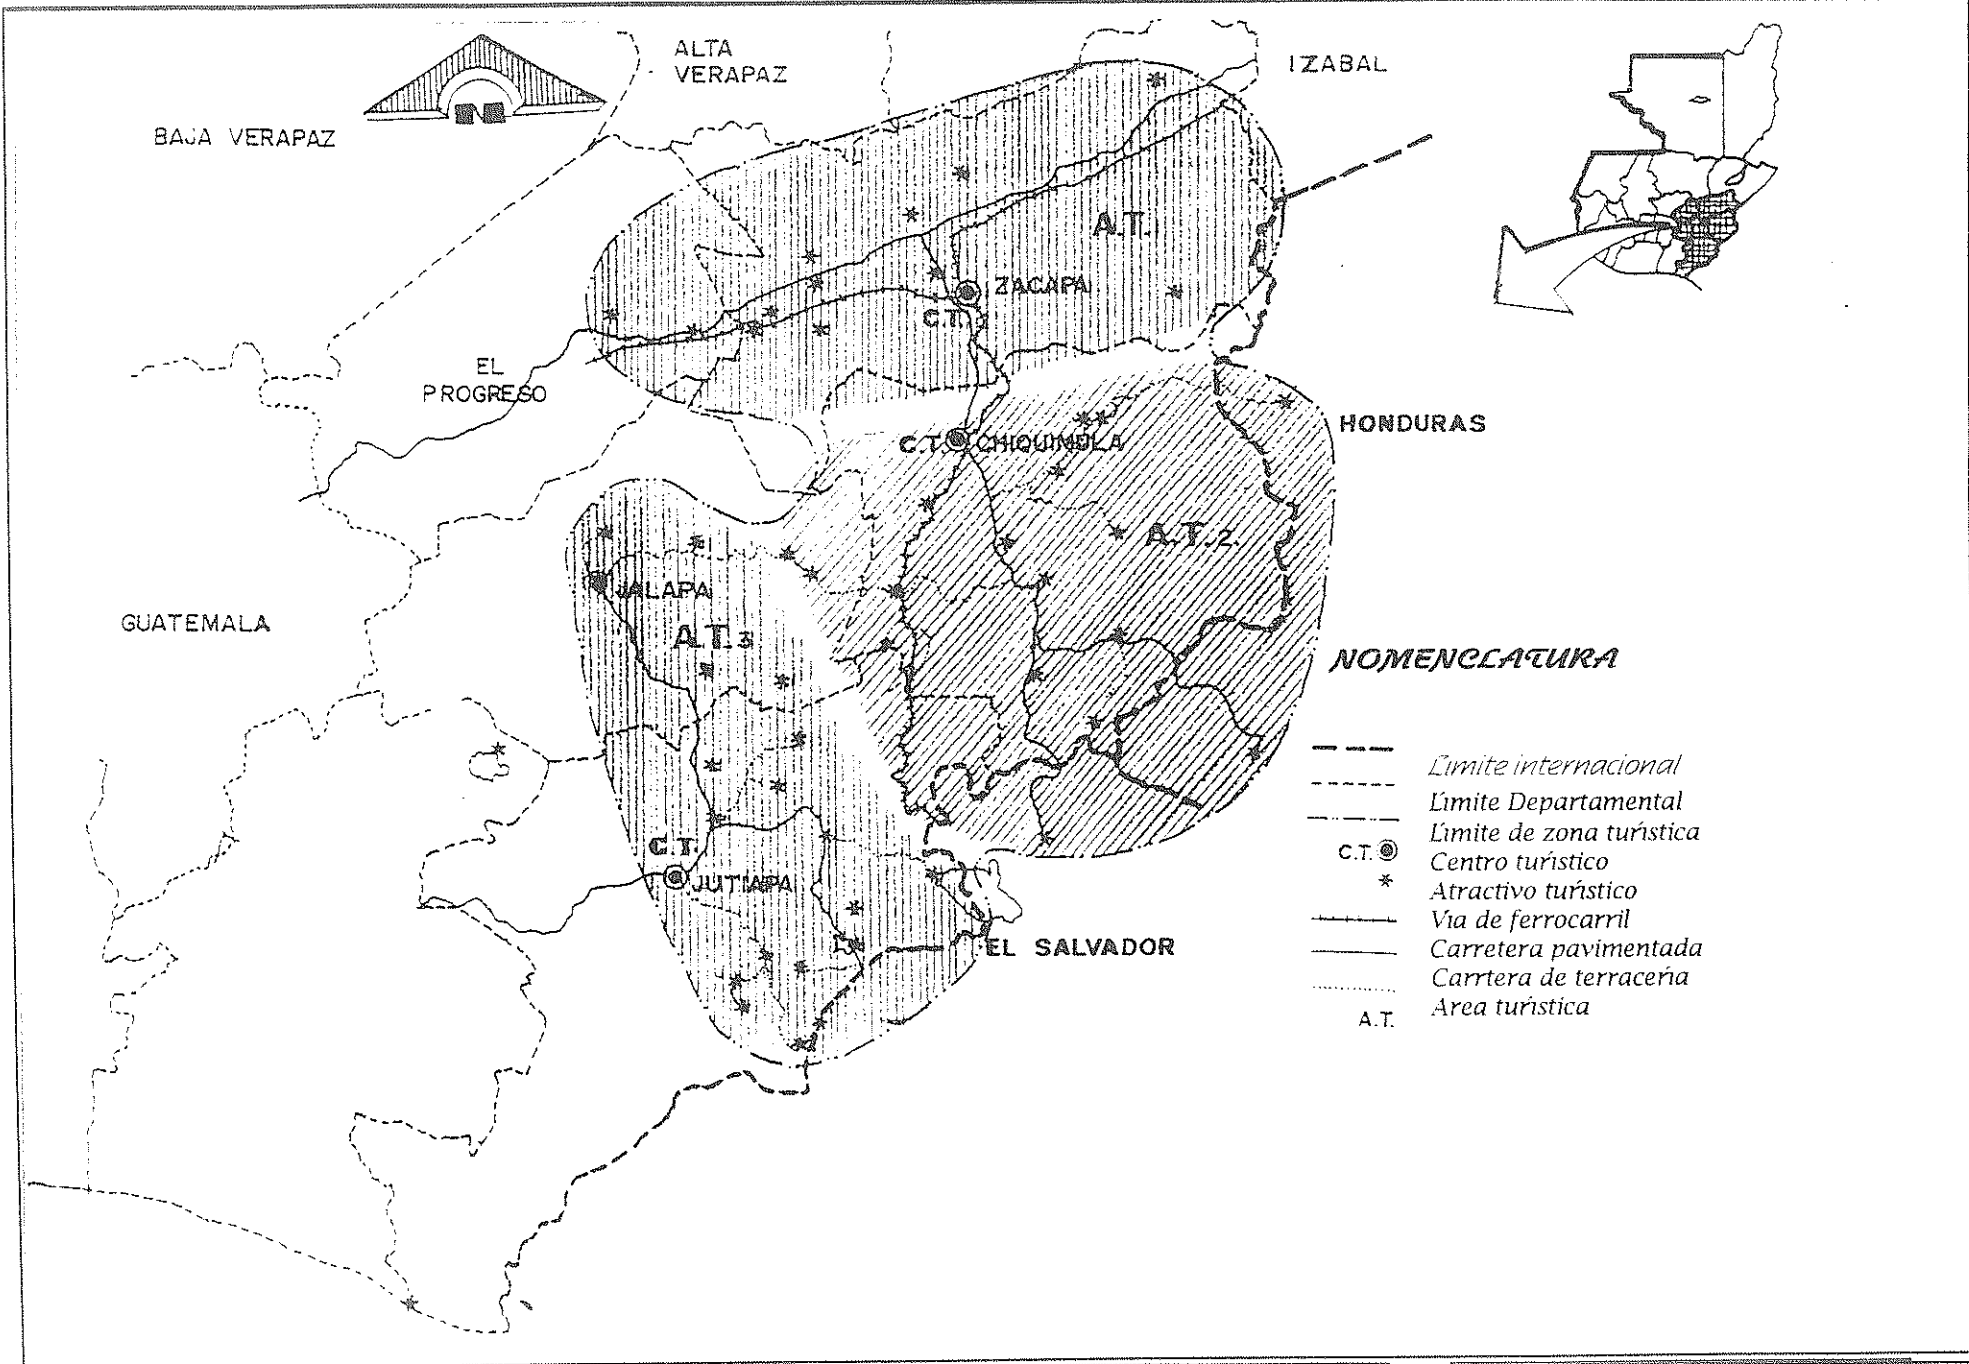 ALTA
VERAPAZ
IZABAL
BAJA VERAPAZ
N
A.T.
ZACAPA
C.T.
EL
PROGRESO
HONDURAS
C.T. CHIQUIMULA
A.T. 2.
JALAPA
GUATEMALA
A.T. 3
NOMENCLATURA
Límite internacional
Límite Departamental
Límite de zona turística
C.T. Centro turístico
Atractivo turístico
Vía de ferrocarril
Carretera pavimentada
Carrtera de terracería
A.T. Area turística
C.T.
JUTIAPA
EL SALVADOR